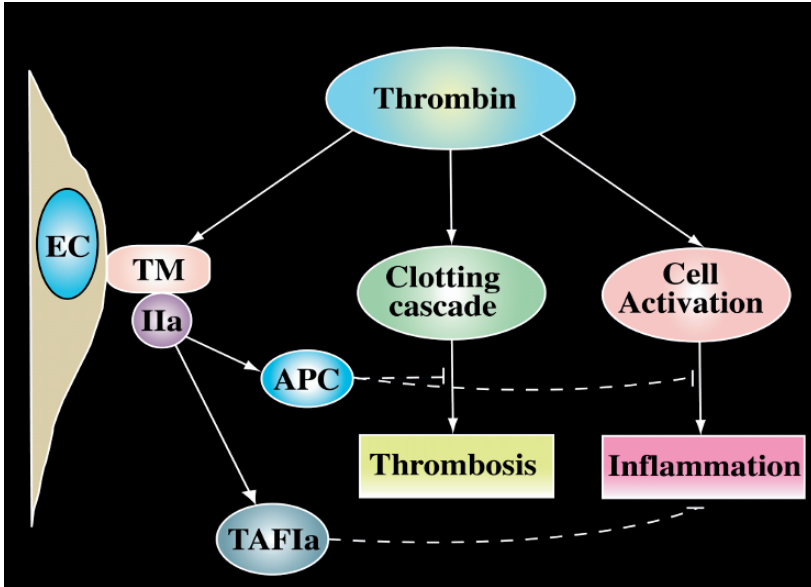 Thrombin
EC
TM
IIa
Clotting
cascade
Cell
Activation
APC
Thrombosis
Inflammation
TAFIa